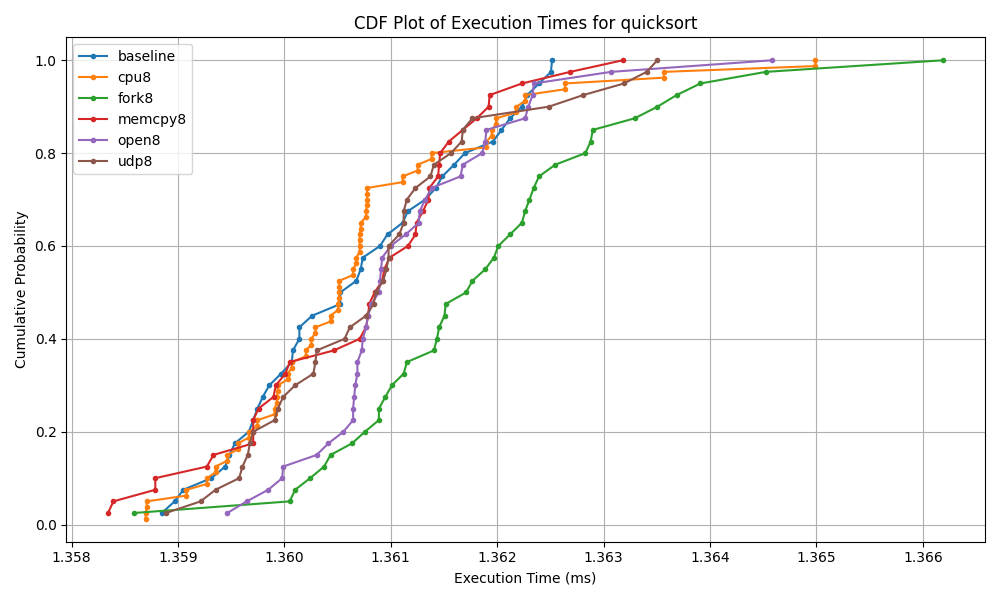 CDF Plot of Execution Times for quicksort
baseline
cpu8
fork8
memcpy8
open8
udp8
Cumulative Probability
1.0
0.8
0.6
0.4
0.2
0.0
1.358 1.359 1.360 1.361 1.362 1.363 1.364 1.365 1.366
Execution Time (ms)